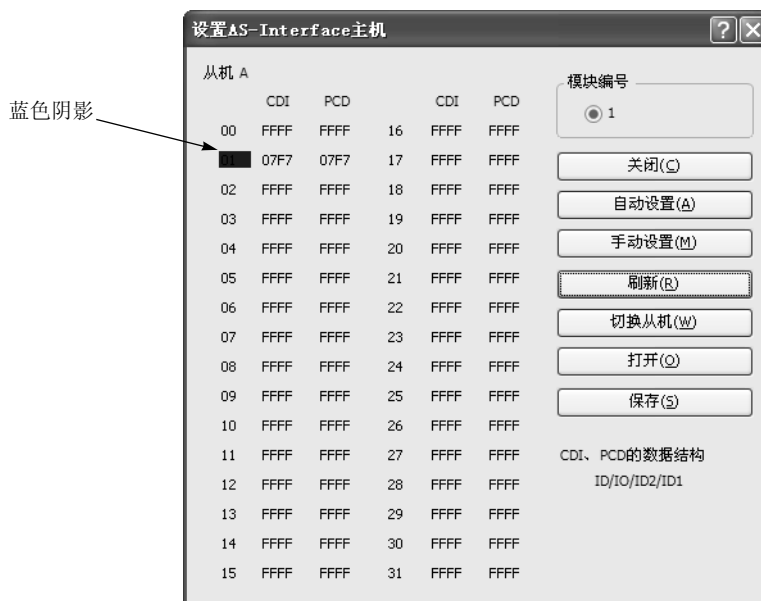 设置AS-Interface主机
从机 A
蓝色阴影
CDI PCD CDI PCD
00 FFFF FFFF 16 FFFF FFFF
01 07F7 07F7 17 FFFF FFFF
02 FFFF FFFF 18 FFFF FFFF
03 FFFF FFFF 19 FFFF FFFF
04 FFFF FFFF 20 FFFF FFFF
05 FFFF FFFF 21 FFFF FFFF
06 FFFF FFFF 22 FFFF FFFF
07 FFFF FFFF 23 FFFF FFFF
08 FFFF FFFF 24 FFFF FFFF
09 FFFF FFFF 25 FFFF FFFF
10 FFFF FFFF 26 FFFF FFFF
11 FFFF FFFF 27 FFFF FFFF
12 FFFF FFFF 28 FFFF FFFF
13 FFFF FFFF 29 FFFF FFFF
14 FFFF FFFF 30 FFFF FFFF
15 FFFF FFFF 31 FFFF FFFF
模块编号
1
关闭(C)
自动设置(A)
手动设置(M)
刷新(R)
切换从机(W)
打开(O)
保存(S)
CDI、PCD的数据结构
ID/IO/ID2/ID1